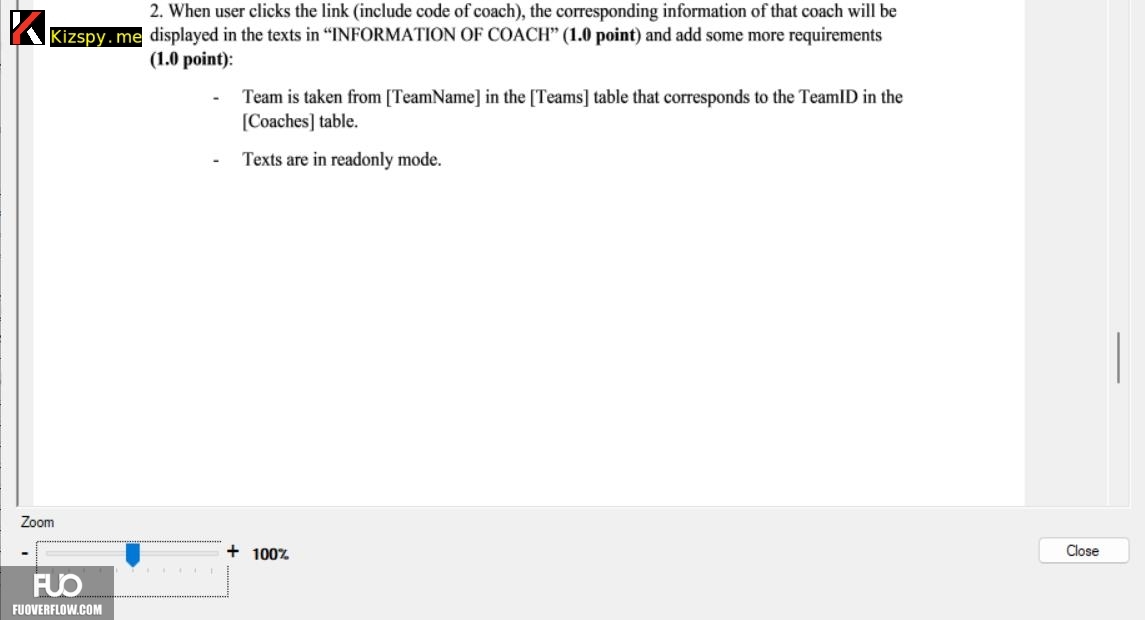 2. When user clicks the link (include code of coach), the corresponding information of that coach will be
Kizspy.me
displayed in the texts in “INFORMATION OF COACH” (1.0 point) and add some more requirements
(1.0 point):
- Team is taken from [TeamName] in the [Teams] table that corresponds to the TeamID in the
[Coaches] table.
- Texts are in readonly mode.
Zoom
- + 100%
Close
FUO
FUOVERFLOW.COM